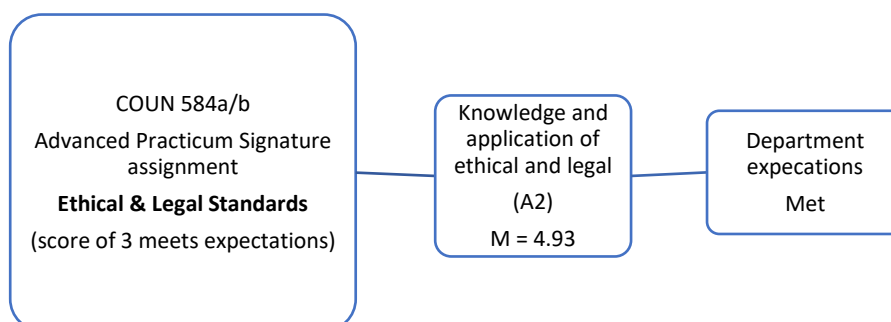 COUN 584a/b
Advanced Practicum Signature
assignment
Ethical & Legal Standards
(score of 3 meets expectations)
Knowledge and
application of
ethical and legal
(A2)
M = 4.93
Department
expecations
Met